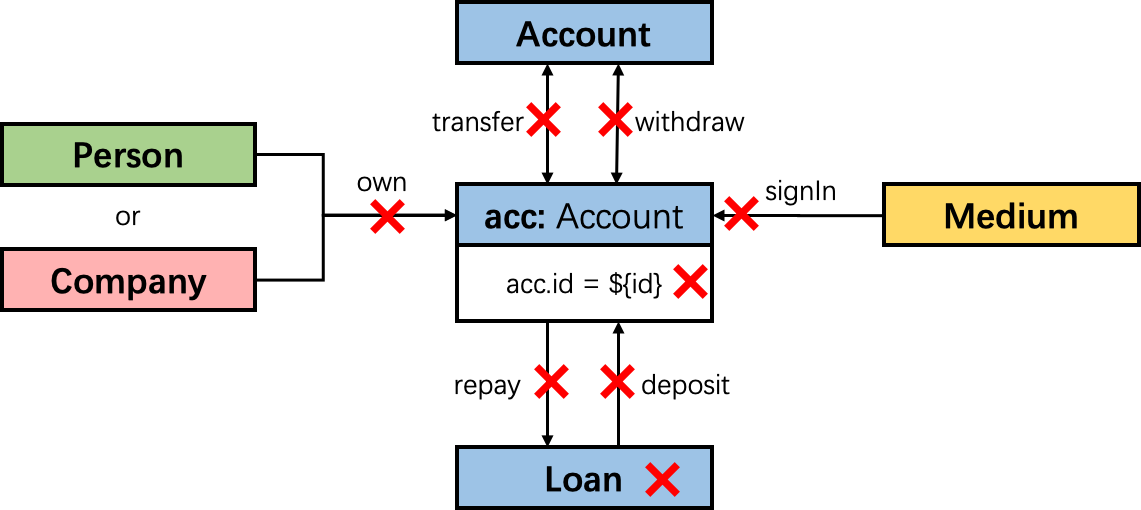 Account
transfer
withdraw
Person
own
or
acc: Account
signIn
Medium
Company
acc.id = ${id}
repay
deposit
Loan